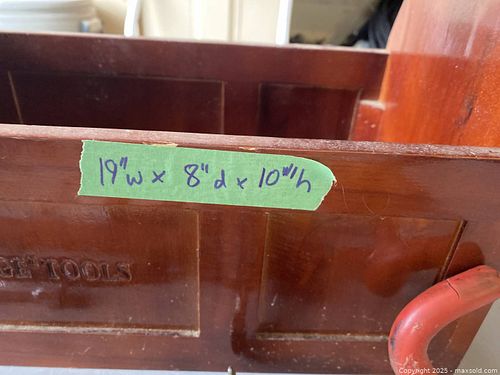 19"w x 8"d x 10"'h
TOOLS
Copyright 2025 - maxsold.com